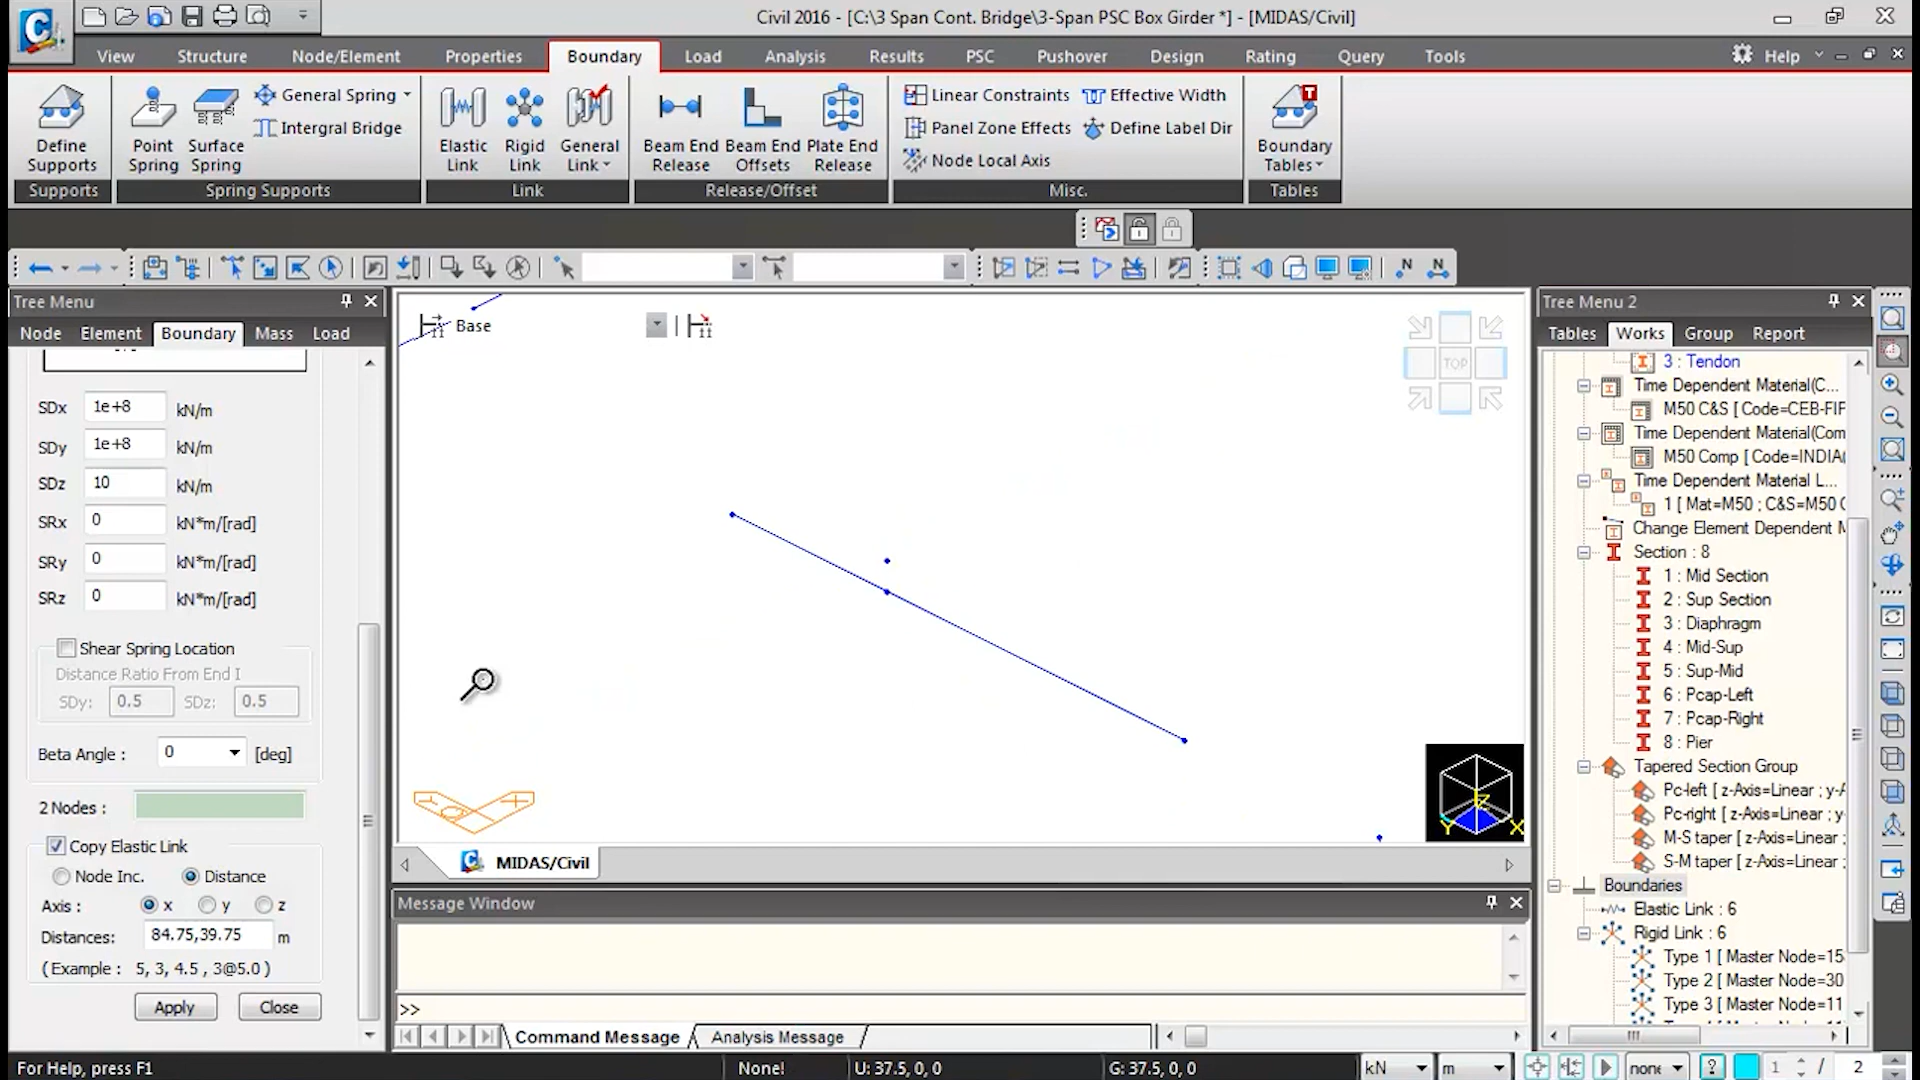 Civil 2016 - [C:\3 Span Cont. Bridge\3-Span PSC Box Girder *] - [MIDAS/Civil]
View Structure Node/Element Properties Boundary Load Analysis Results PSC Pushover Design Rating Query Tools Help
Define Supports
Point Spring
Surface Spring
General Spring
Intergral Bridge
Elastic Link
Rigid Link
General Link
Beam End Release
Beam End Offsets
Plate End Release
Linear Constraints
Effective Width
Panel Zone Effects
Define Label Dir
Node Local Axis
Boundary Tables
Supports Spring Supports Link Release/Offset Misc. Tables
Tree Menu
Node Element Boundary Mass Load
SDx 1e+8 kN/m
SDy 1e+8 kN/m
SDz 10 kN/m
SRx 0 kN*m/[rad]
SRy 0 kN*m/[rad]
SRz 0 kN*m/[rad]
Shear Spring Location
Distance Ratio From End I
SDy: 0.5 SDz: 0.5
Beta Angle : 0 [deg]
2 Nodes :
Copy Elastic Link
Node Inc. Distance
Axis : x y z
Distances: 84.75,39.75 m
( Example : 5, 3, 4.5 , 3@5.0 )
Apply Close
Base
TOP
Z
Y X
MIDAS/Civil
Message Window
>>
Command Message Analysis Message
Tree Menu 2
Tables Works Group Report
3 : Tendon
Time Dependent Material(C...
M50 C&S [ Code=CEB-FIF
Time Dependent Material(Com
M50 Comp [ Code=INDIA(
Time Dependent Material L...
1 [ Mat=M50 ; C&S=M50 C
Change Element Dependent M
Section : 8
1 : Mid Section
2 : Sup Section
3 : Diaphragm
4 : Mid-Sup
5 : Sup-Mid
6 : Pcap-Left
7 : Pcap-Right
8 : Pier
Tapered Section Group
Pc-left [ z-Axis=Linear ; y-A
Pc-right [ z-Axis=Linear ; y
M-S taper [ z-Axis=Linear ;
S-M taper [ z-Axis=Linear ;
Boundaries
Elastic Link : 6
Rigid Link : 6
Type 1 [ Master Node=15
Type 2 [ Master Node=30
Type 3 [ Master Node=11
For Help, press F1
None!
U: 37.5, 0, 0
G: 37.5, 0, 0
kN m none 1 / 2